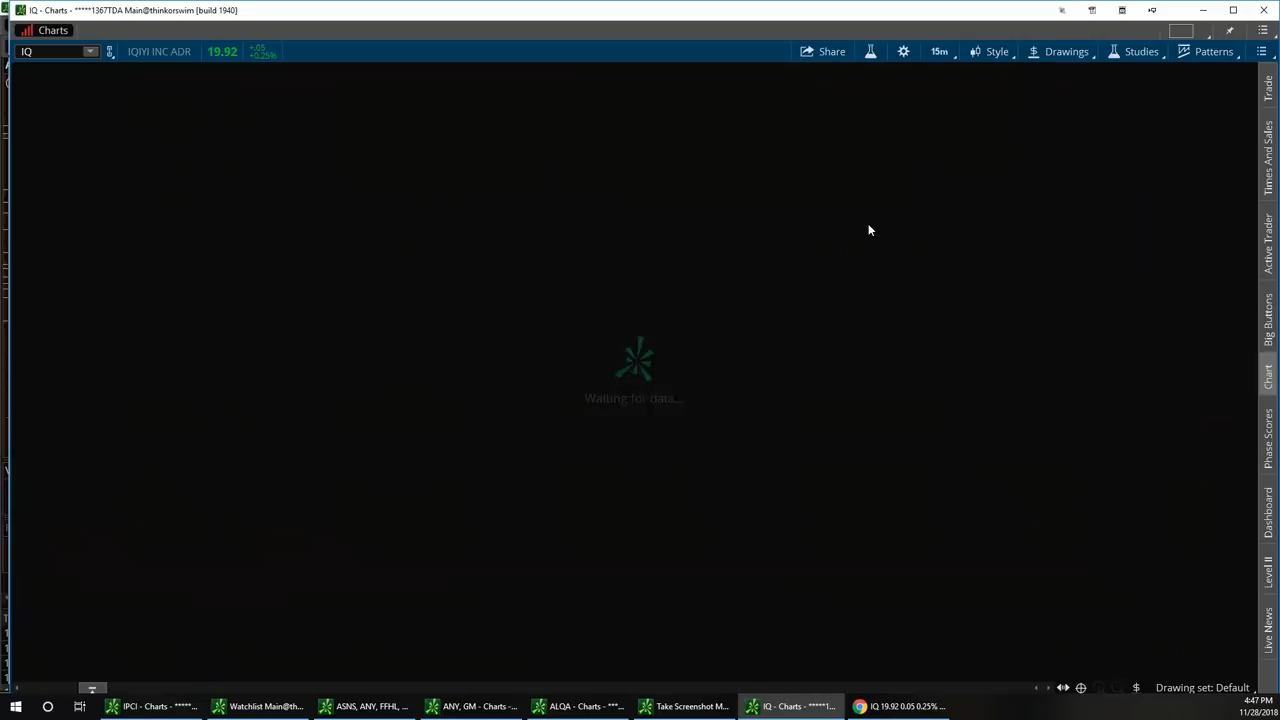 IQ - Charts - *****1367TDA Main@thinkorswim [build 1940]
Charts
IQ
IQIYI INC ADR
19.92
+.05
+0.25%
Share
15m
Style
Drawings
Studies
Patterns
Waiting for data...
Trade
Times And Sales
Active Trader
Big Buttons
Chart
Phase Scores
Dashboard
Level II
Live News
$
Drawing set: Default
IPCI - Charts - *****...
Watchlist Main@th...
ASNS, ANY, FFHL, ...
ANY, GM - Charts -...
ALQA - Charts - ***...
Take Screenshot M...
IQ - Charts - *****1...
IQ 19.92 0.05 0.25% ...
4:47 PM
11/28/2018